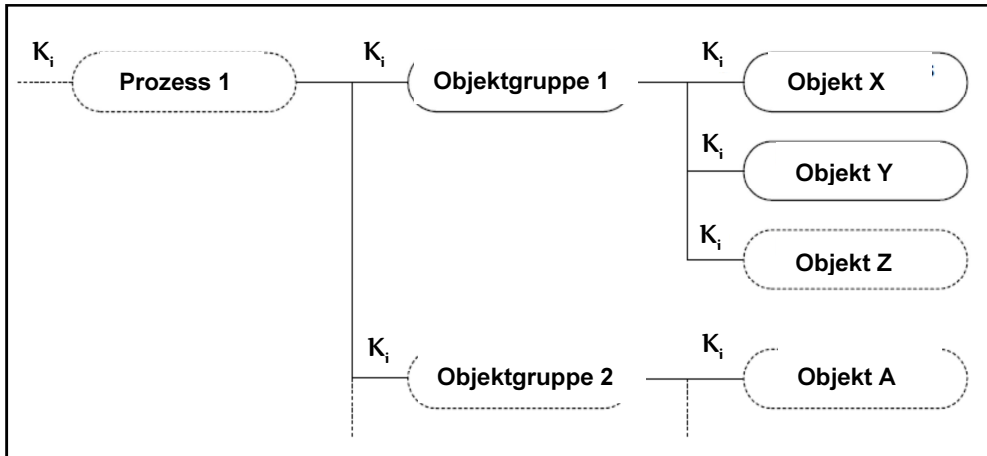 Ki Ki Ki
Prozess 1 Objektgruppe 1 Objekt X
Ki
Objekt Y
Ki
Objekt Z
Ki Ki
Objektgruppe 2 Objekt A